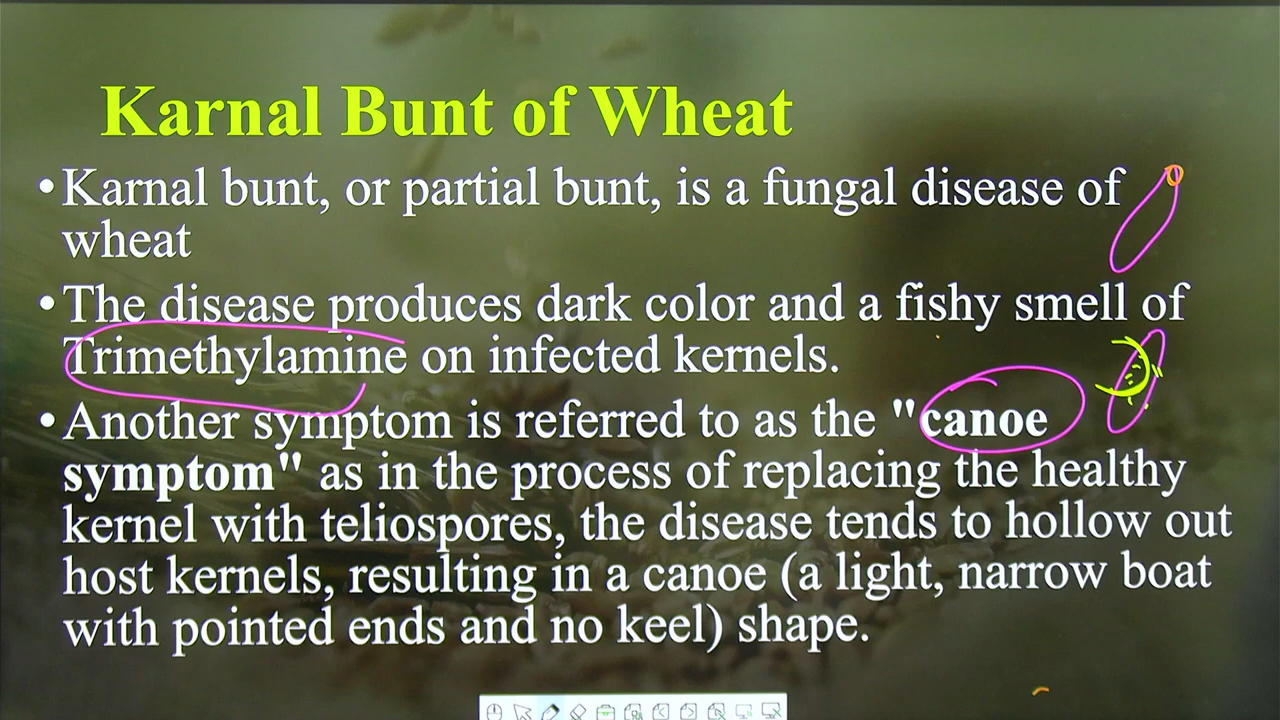 Karnal Bunt of Wheat
•Karnal bunt, or partial bunt, is a fungal disease of
wheat
•The disease produces dark color and a fishy smell of
Trimethylamine on infected kernels.
•Another symptom is referred to as the "canoe
symptom" as in the process of replacing the healthy
kernel with teliospores, the disease tends to hollow out
host kernels, resulting in a canoe (a light, narrow boat
with pointed ends and no keel) shape.